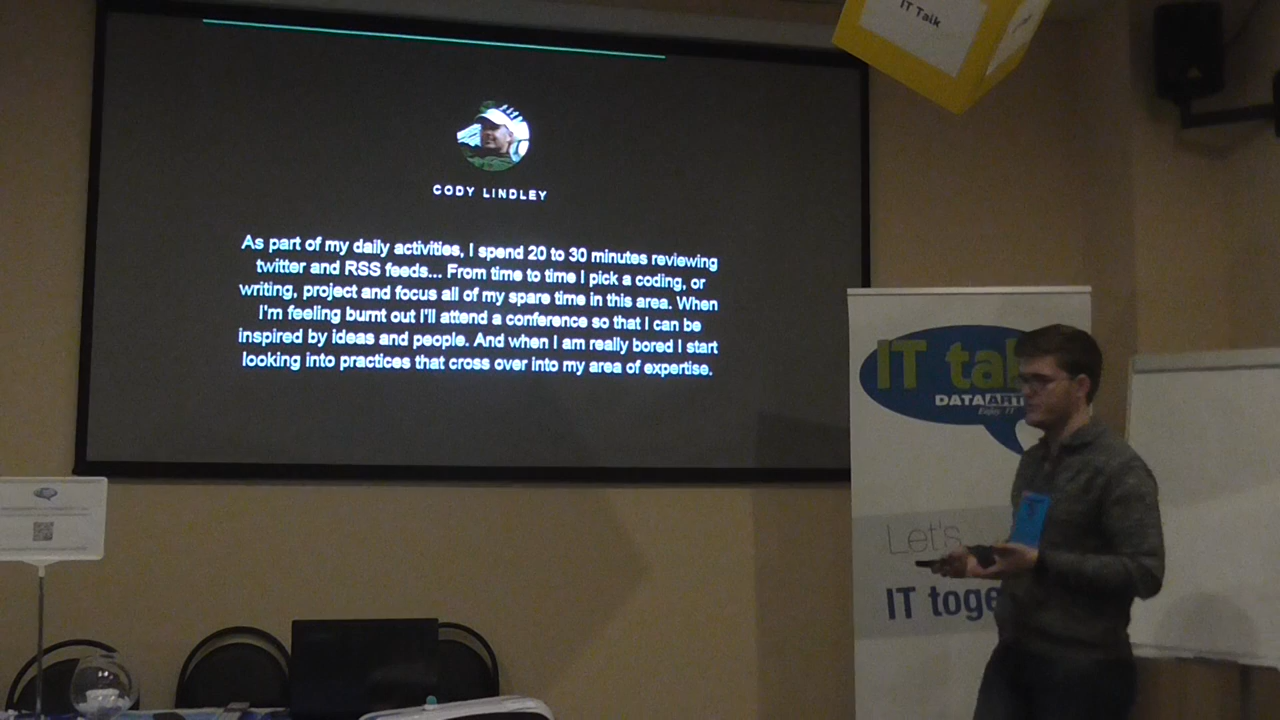 IT Talk
CODY LINDLEY
As part of my daily activities, I spend 20 to 30 minutes reviewing
twitter and RSS feeds... From time to time I pick a coding, or
writing, project and focus all of my spare time in this area. When
I'm feeling burnt out I'll attend a conference so that I can be
inspired by ideas and people. And when I am really bored I start
looking into practices that cross over into my area of expertise.
IT tal
DATAART
Enjoy IT
Let's
IT toge